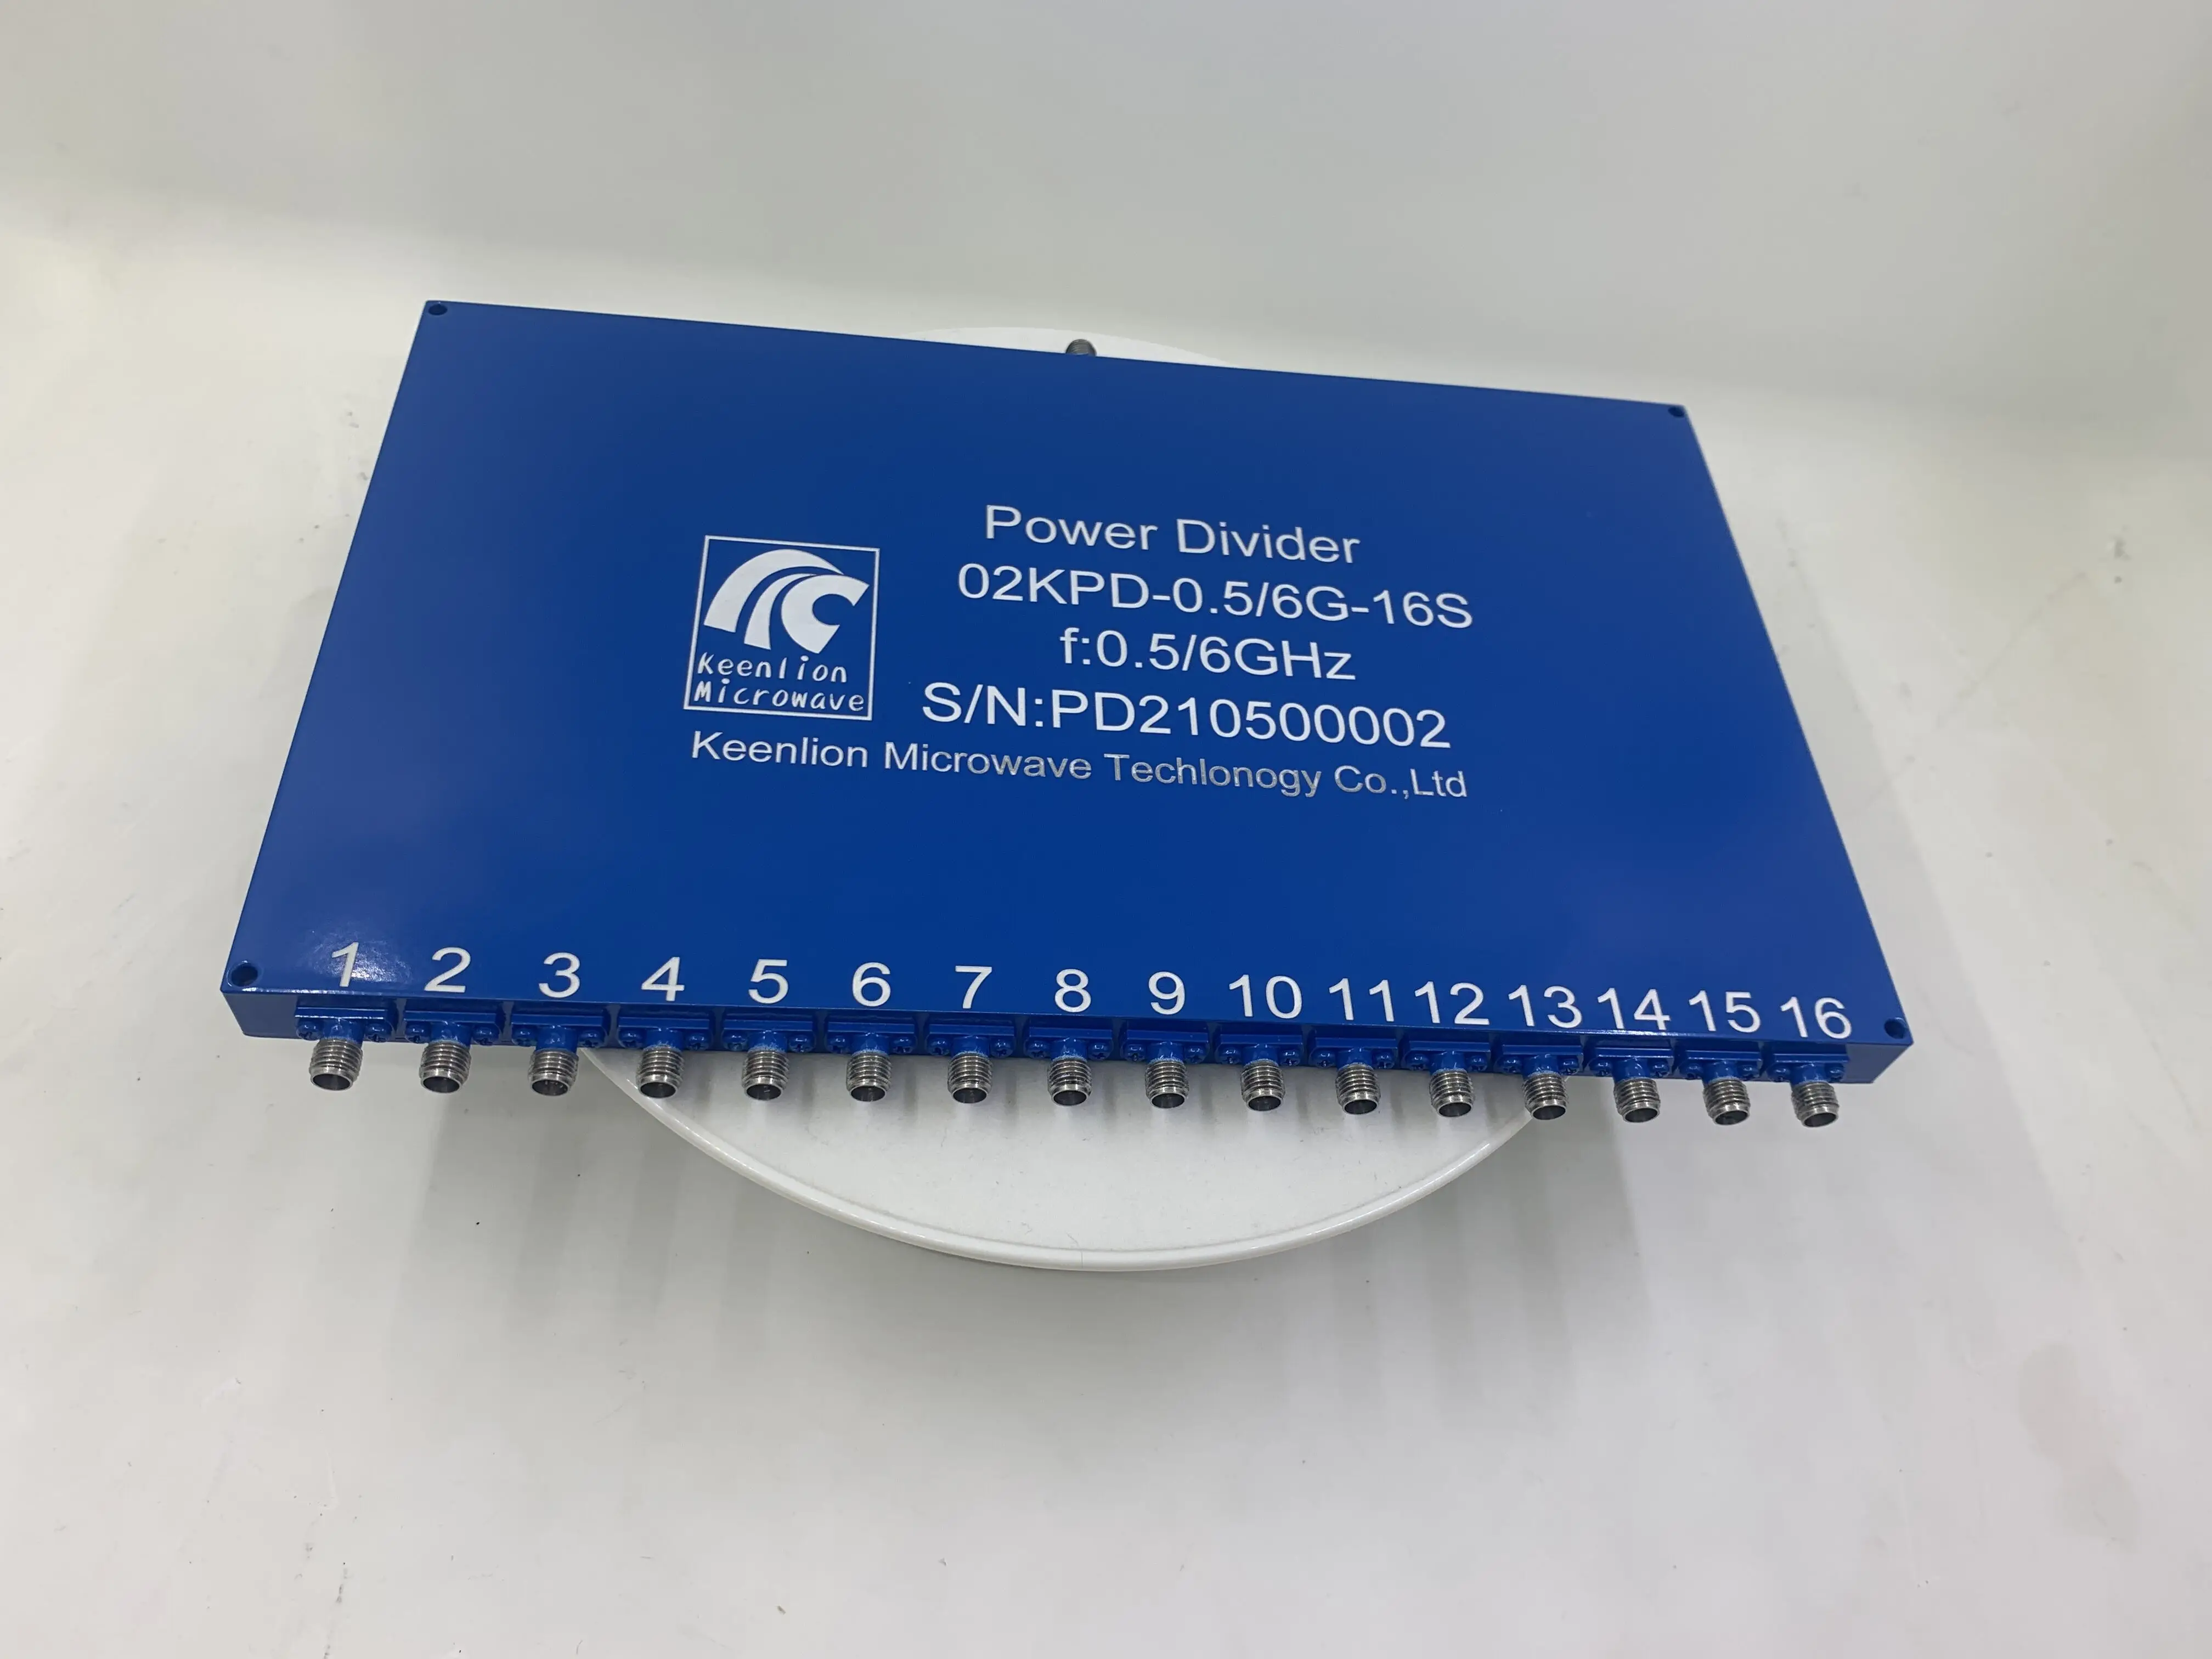 Power Divider
02KPD-0.5/6G-16S
f:0.5/6GHz
S/N:PD210500002
Keenlion
Microwave
Keenlion Microwave Techlonogy Co.,Ltd
1 2 3 4 5 6 7 8 9 10 11 12 13 14 15 16